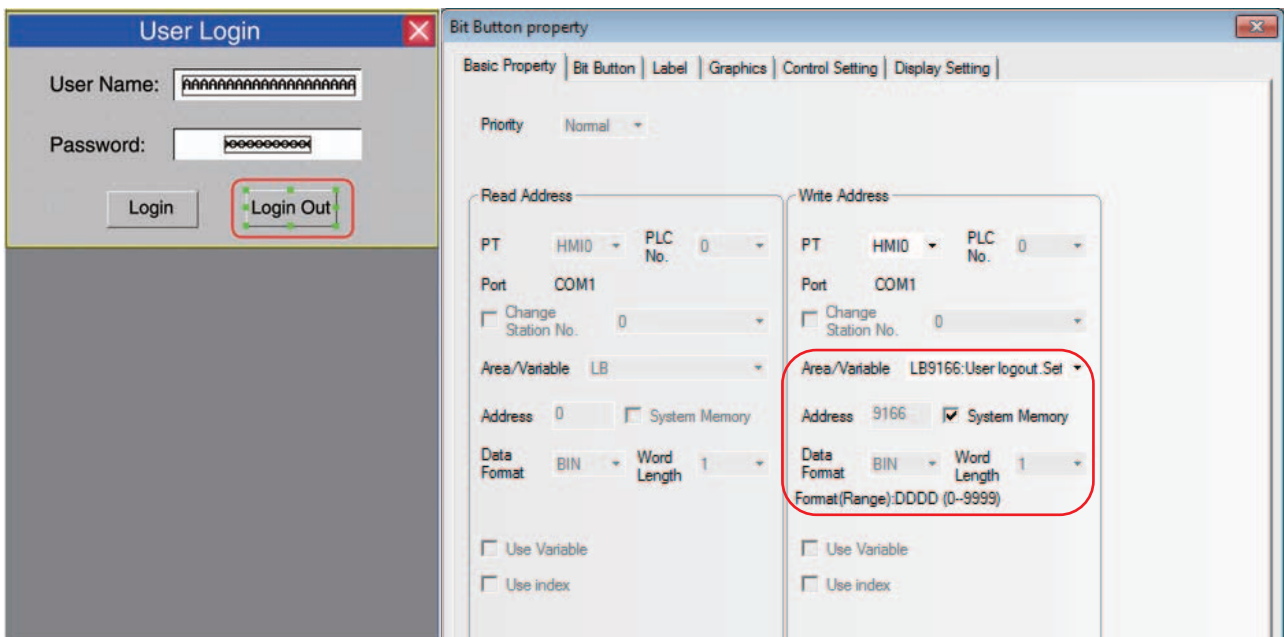 User Login
User Name: AAAAAAAAAAAAAAAAAAAA
Password:
Login Login Out
Bit Button property
Basic Property Bit Button Label Graphics Control Setting Display Setting
Priority Normal
Read Address
PT HMI0 PLC No. 0
Port COM1
Change Station No. 0
Area/Variable LB
Address 0 System Memory
Data Format BIN Word Length 1
Use Variable
Use index
Write Address
PT HMI0 PLC No. 0
Port COM1
Change Station No. 0
Area/Variable LB9166:User logout.Set
Address 9166 System Memory
Data Format BIN Word Length 1
Format(Range):DDDD (0--9999)
Use Variable
Use index